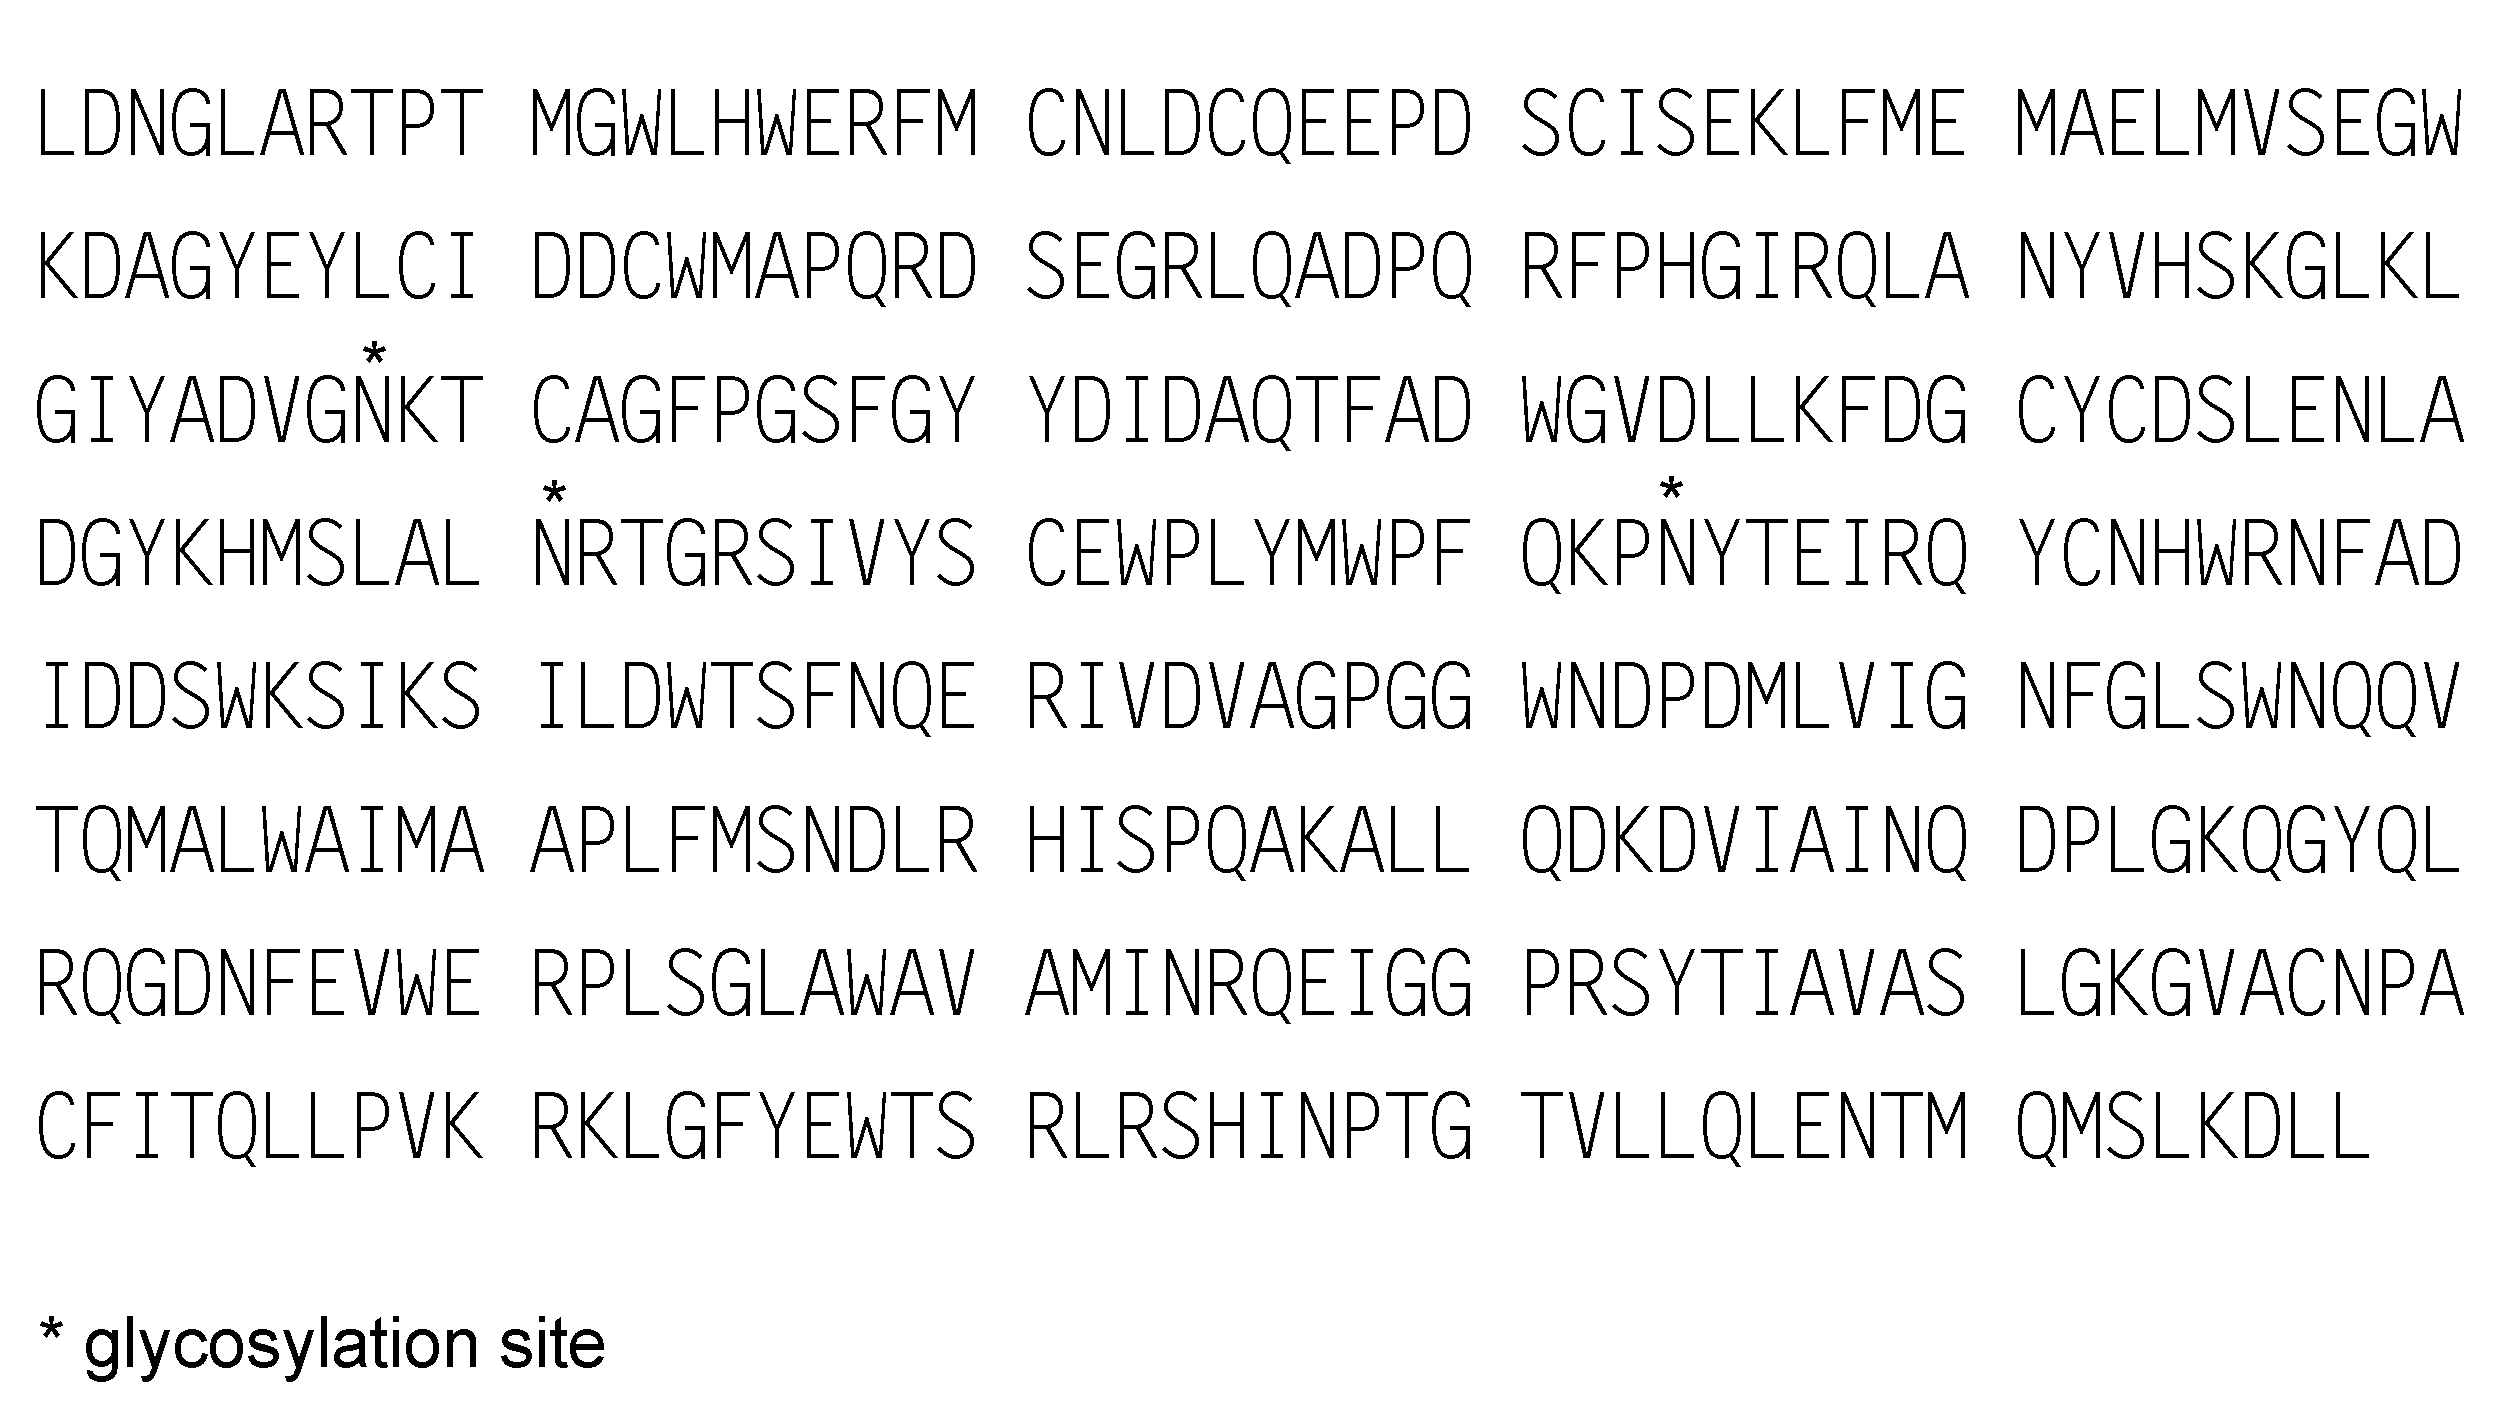 LDNGLARTPT MGWLHWERFM CNLDCQEEPD SCISEKLFME MAELMVSEGW
KDAGYEYLCI DDCWMAPQRD SEGRLQADPQ RFPHGIRQLA NYVHSKGLKL
*
GIYADVGNKT CAGFPGSFGY YDIDAQTFAD WGVDLLKFDG CYCDSLENLA
* *
DGYKHMSLAL NRTGRSIVYS CEWPLYMWPF QKPNYTEIRQ YCNHWRNFAD
IDDSWKSIKS ILDWTSFNQE RIVDVAGPGG WNDPDMLVIG NFGLSWNQQV
TQMALWAIMA APLFMSNDLR HISPQAKALL QDKDVIAINQ DPLGKQGYQL
RQGDNFEVWE RPLSGLAWAV AMINRQEIGG PRSYTIAVAS LGKGVACNPA
CFITQLLPVK RKLGFYEWTS RLRSHINPTG TVLLQLENTM QMSLKDLL
* glycosylation site